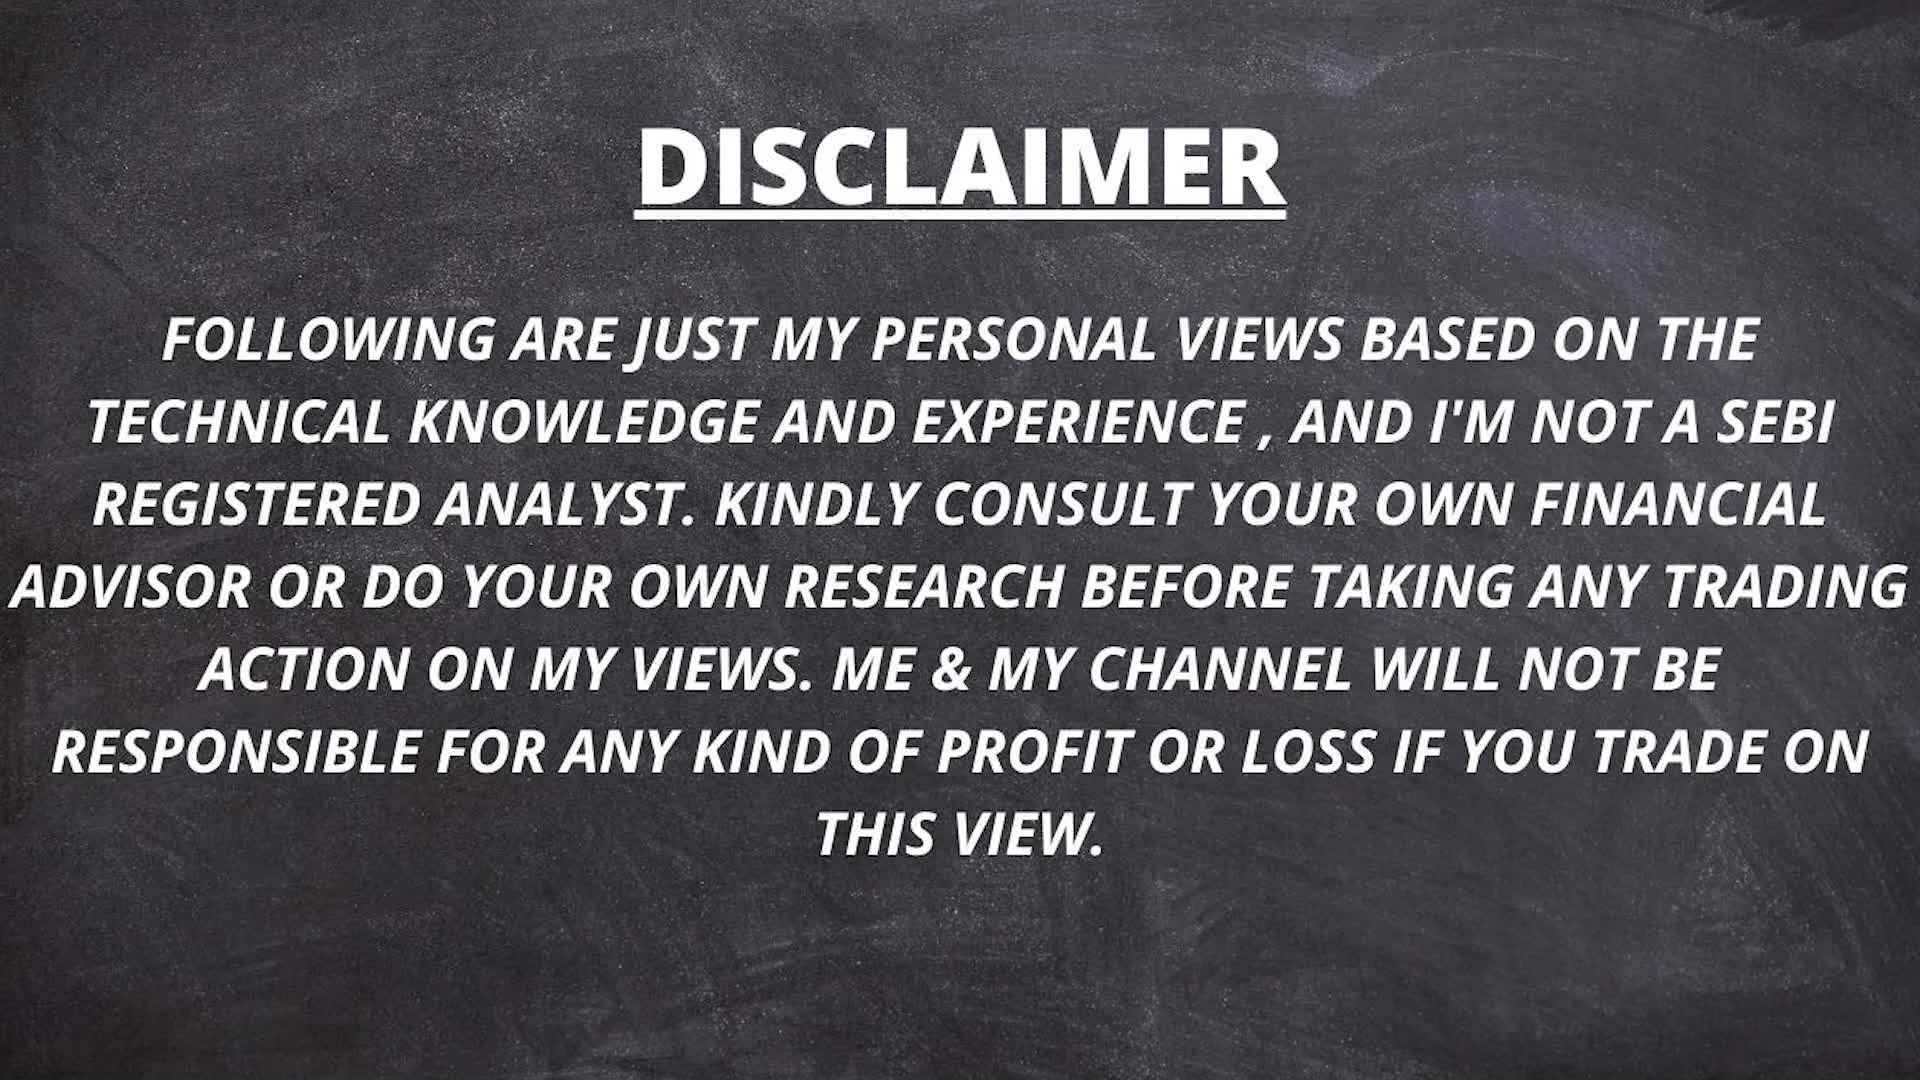 DISCLAIMER
FOLLOWING ARE JUST MY PERSONAL VIEWS BASED ON THE
TECHNICAL KNOWLEDGE AND EXPERIENCE , AND I'M NOT A SEBI
REGISTERED ANALYST. KINDLY CONSULT YOUR OWN FINANCIAL
ADVISOR OR DO YOUR OWN RESEARCH BEFORE TAKING ANY TRADING
ACTION ON MY VIEWS. ME & MY CHANNEL WILL NOT BE
RESPONSIBLE FOR ANY KIND OF PROFIT OR LOSS IF YOU TRADE ON
THIS VIEW.